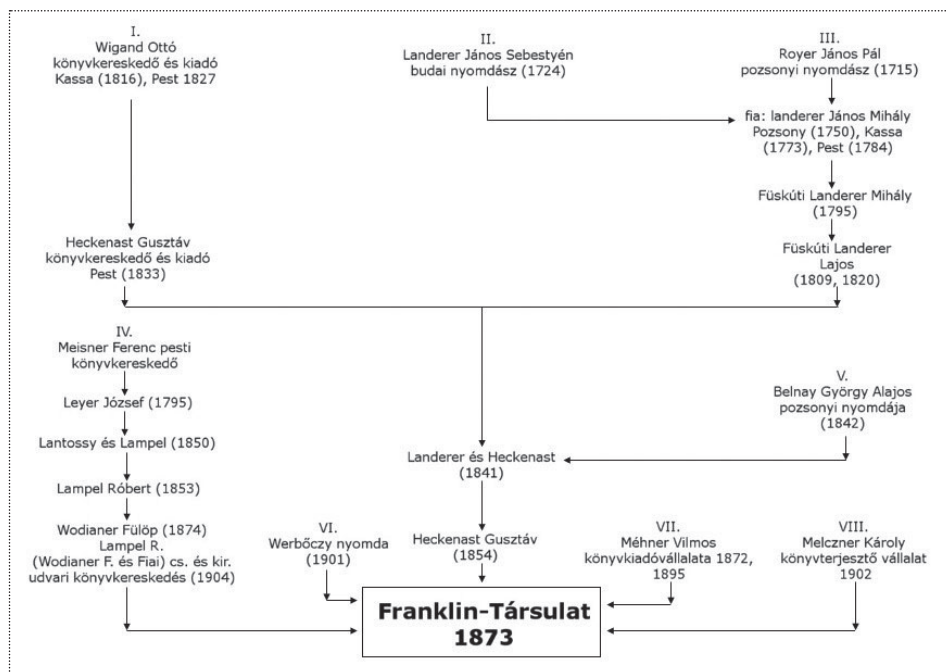 I.
Wigand Ottó
könyvkereskedő és kiadó
Kassa (1816), Pest 1827
II.
Landerer János Sebestyén
budai nyomdász (1724)
III.
Royer János Pál
pozsonyi nyomdász (1715)
fia: landerer János Mihály
Pozsony (1750), Kassa
(1773), Pest (1784)
Füskúti Landerer Mihály
(1795)
Heckenast Gusztáv
könyvkereskedő és kiadó
Pest (1833)
Füskúti Landerer
Lajos
(1809, 1820)
IV.
Meisner Ferenc pesti
könyvkereskedő
Leyer József (1795)
Lantossy és Lampel (1850)
Lampel Róbert (1853)
Wodianer Fülöp (1874)
Lampel R.
(Wodianer F. és Fiai) cs. és kir.
udvari könyvkereskedés (1904)
V.
Belnay György Alajos
pozsonyi nyomdája
(1842)
Landerer és Heckenast
(1841)
VI.
Werbőczy nyomda
(1901)
Heckenast Gusztáv
(1854)
VII.
Méhner Vilmos
könyvkiadóvállalata 1872,
1895
VIII.
Melczner Károly
könyvterjesztő vállalat
1902
Franklin-Társulat
1873